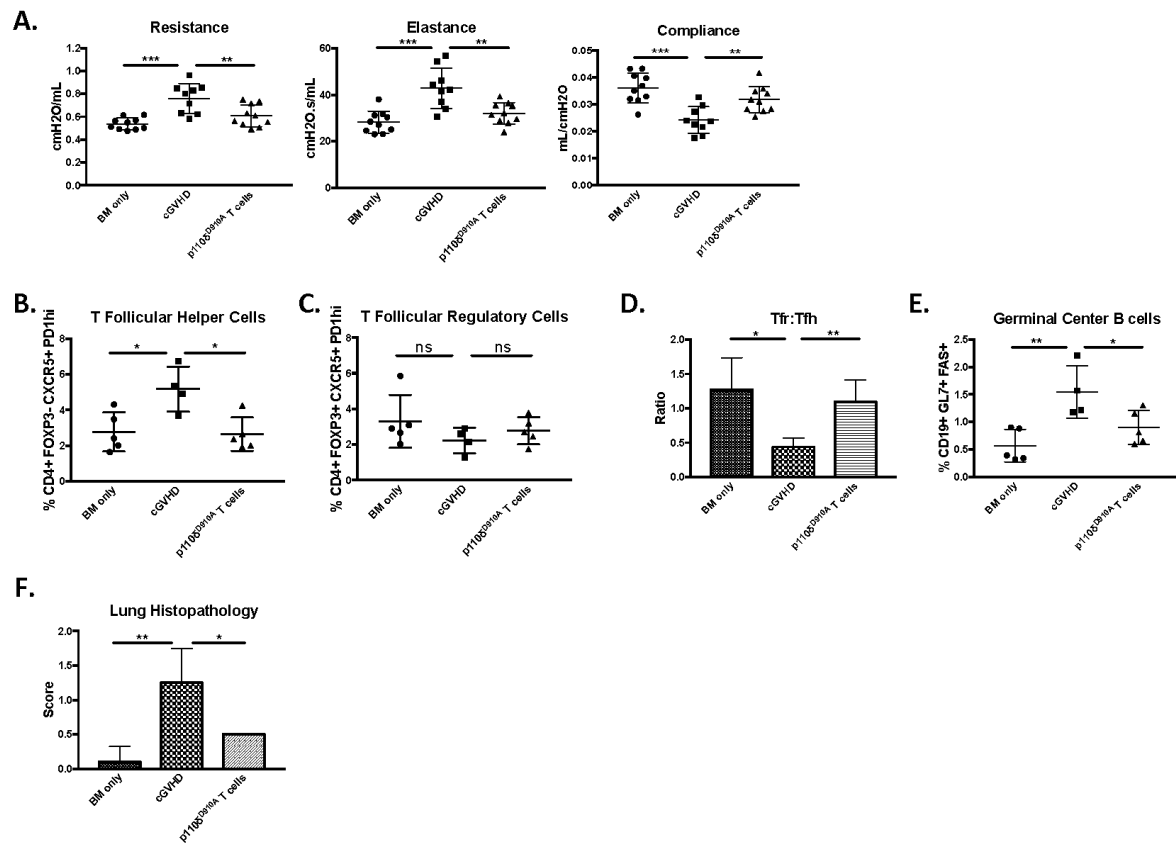 A.
Resistance
1.2
1.0
0.8
0.6
0.4
0.2
0.0
cmH2O/mL
***
**
BM only
cGVHD
p110δD910A T cells
Elastance
60
40
20
0
cmH2O.s/mL
***
**
BM only
cGVHD
p110δD910A T cells
Compliance
0.05
0.04
0.03
0.02
0.01
0.00
mL/cmH2O
***
**
BM only
cGVHD
p110δD910A T cells
B.
T Follicular Helper Cells
8
6
4
2
0
% CD4+ FOXP3- CXCR5+ PD1hi
*
*
BM only
cGVHD
p110δD910A T cells
C.
T Follicular Regulatory Cells
8
6
4
2
0
% CD4+ FOXP3+ CXCR5+ PD1hi
ns
ns
BM only
cGVHD
p110δD910A T cells
D.
Tfr:Tfh
2.0
1.5
1.0
0.5
0.0
Ratio
*
**
BM only
cGVHD
p110δD910A T cells
E.
Germinal Center B cells
2.5
2.0
1.5
1.0
0.5
0.0
% CD19+ GL7+ FAS+
**
*
BM only
cGVHD
p110δD910A T cells
F.
Lung Histopathology
2.0
1.5
1.0
0.5
0.0
Score
**
*
BM only
cGVHD
p110δD910A T cells